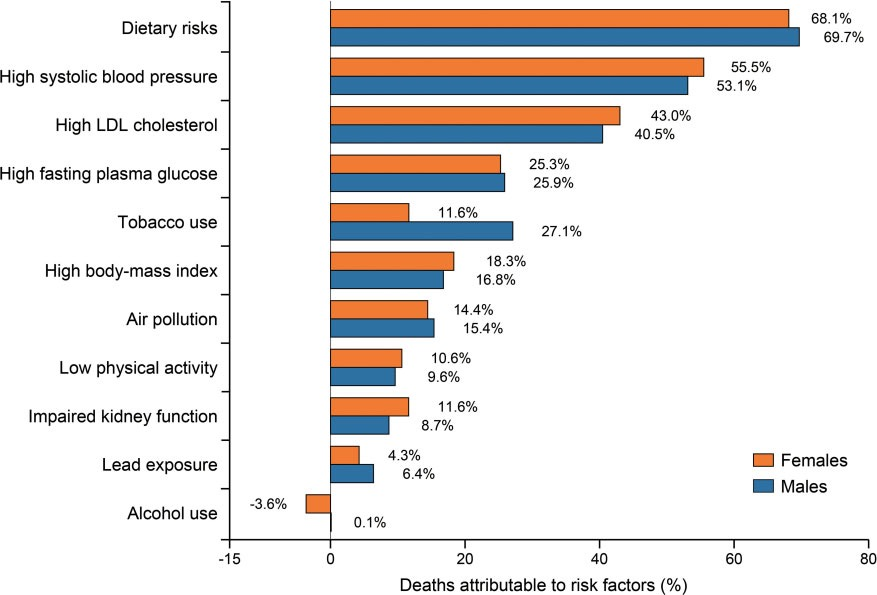 Dietary risks
68.1%
69.7%
High systolic blood pressure
55.5%
53.1%
High LDL cholesterol
43.0%
40.5%
High fasting plasma glucose
25.3%
25.9%
Tobacco use
11.6%
27.1%
High body-mass index
18.3%
16.8%
Air pollution
14.4%
15.4%
Low physical activity
10.6%
9.6%
Impaired kidney function
11.6%
8.7%
Lead exposure
4.3%
6.4%
Alcohol use
-3.6%
0.1%
Females
Males
-15 0 20 40 60 80
Deaths attributable to risk factors (%)